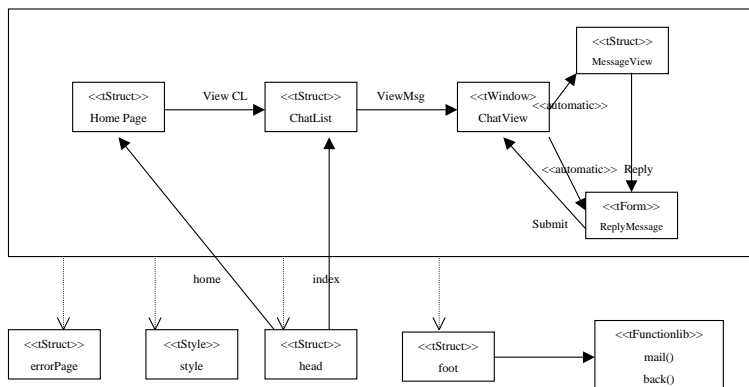 <<tStruct>>
MessageView
<<tStruct>>
Home Page
View CL
<<tStruct>>
ChatList
ViewMsg
<<tWindow>
ChatView
<<automatic>>
<<automatic>>
Reply
<<tForm>>
ReplyMessage
Submit
home
index
<<tStruct>>
errorPage
<<tStyle>>
style
<<tStruct>>
head
<<tStruct>>
foot
<<tFunctionlib>>
mail()
back()